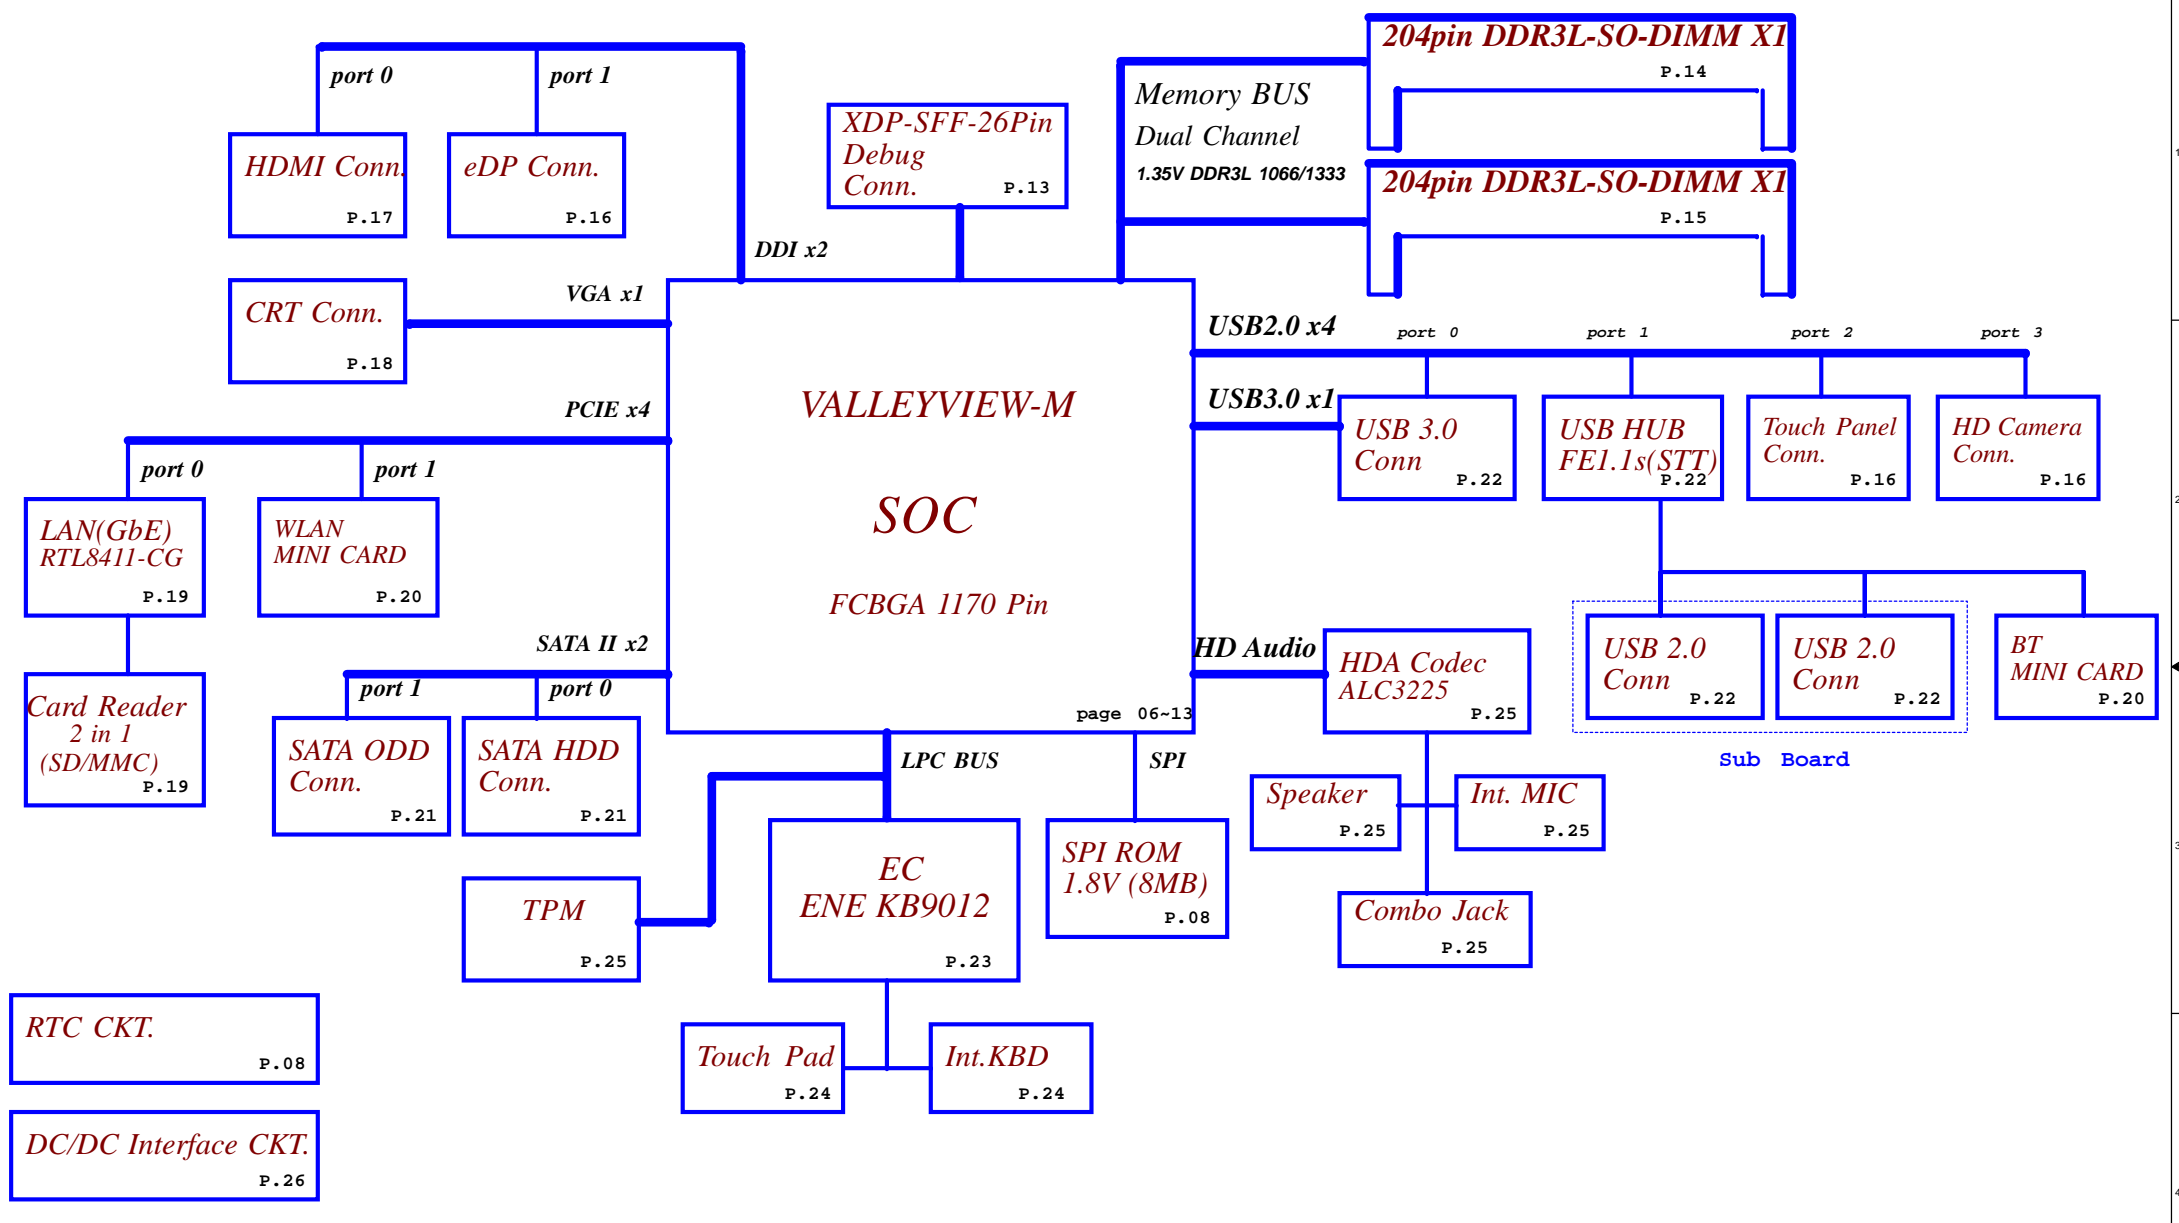 204pin DDR3L-SO-DIMM X1
P.14
port 0
port 1
Memory BUS
Dual Channel
1.35V DDR3L 1066/1333
XDP-SFF-26Pin
Debug
Conn.
P.13
HDMI Conn.
P.17
eDP Conn.
P.16
204pin DDR3L-SO-DIMM X1
P.15
DDI x2
VGA x1
CRT Conn.
P.18
USB2.0 x4
port 0
port 1
port 2
port 3
USB3.0 x1
PCIE x4
VALLEYVIEW-M
SOC
FCBGA 1170 Pin
page 06~13
USB 3.0
Conn
P.22
USB HUB
FE1.1s(STT)
P.22
Touch Panel
Conn.
P.16
HD Camera
Conn.
P.16
port 0
port 1
LAN(GbE)
RTL8411-CG
P.19
WLAN
MINI CARD
P.20
SATA II x2
port 1
port 0
HD Audio
HDA Codec
ALC3225
P.25
USB 2.0
Conn
P.22
USB 2.0
Conn
P.22
BT
MINI CARD
P.20
Sub Board
Card Reader
2 in 1
(SD/MMC)
P.19
SATA ODD
Conn.
P.21
SATA HDD
Conn.
P.21
LPC BUS
SPI
Speaker
P.25
Int. MIC
P.25
TPM
P.25
EC
ENE KB9012
P.23
SPI ROM
1.8V (8MB)
P.08
Combo Jack
P.25
RTC CKT.
P.08
Touch Pad
P.24
Int.KBD
P.24
DC/DC Interface CKT.
P.26
1
2
3
4